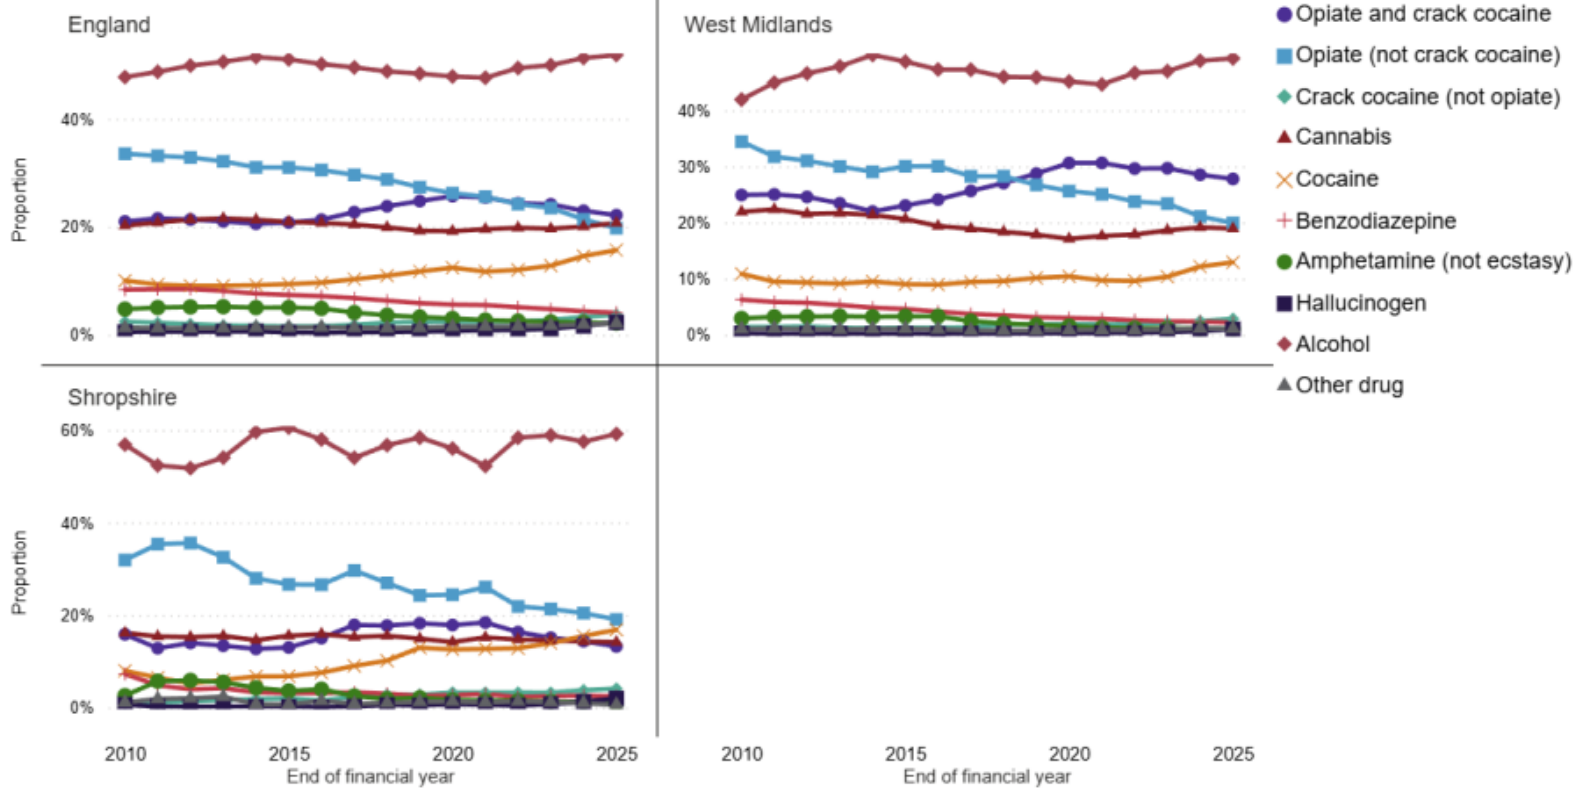 England
Proportion
40%
20%
0%
West Midlands
40%
30%
20%
10%
0%
Opiate and crack cocaine
Opiate (not crack cocaine)
Crack cocaine (not opiate)
Cannabis
Cocaine
Benzodiazepine
Amphetamine (not ecstasy)
Hallucinogen
Alcohol
Other drug
Shropshire
Proportion
60%
40%
20%
0%
2010 2015 2020 2025
End of financial year
2010 2015 2020 2025
End of financial year